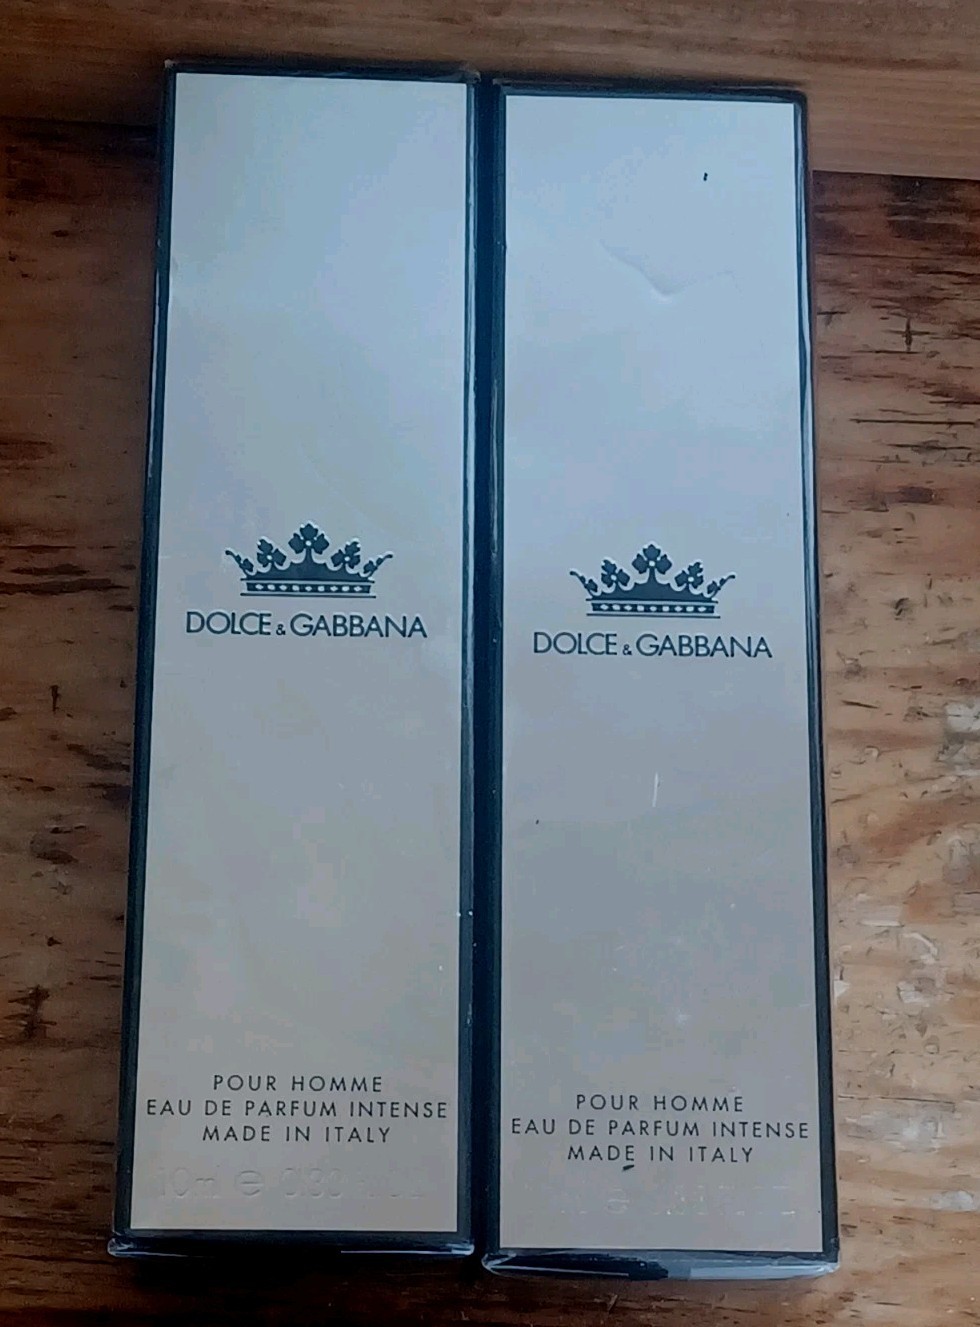 DOLCE & GABBANA
POUR HOMME
EAU DE PARFUM INTENSE
MADE IN ITALY
10ml e
DOLCE & GABBANA
POUR HOMME
EAU DE PARFUM INTENSE
MADE IN ITALY